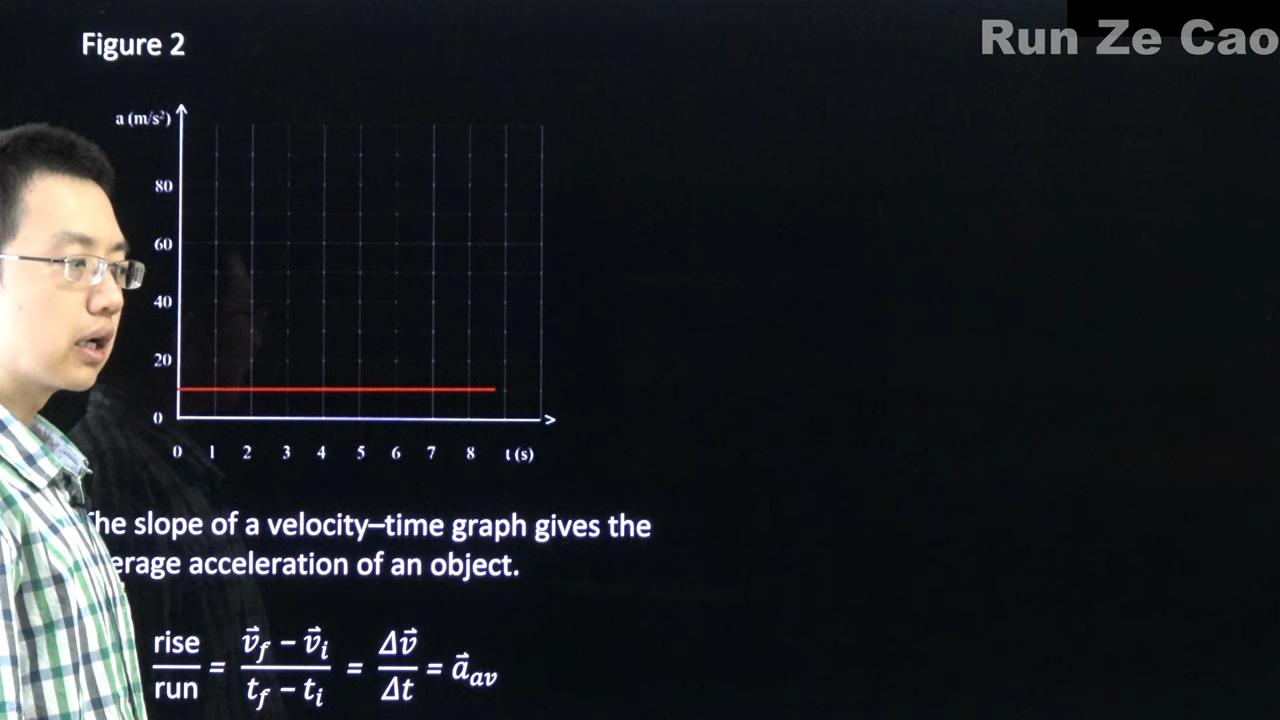 Figure 2
Run Ze Cao
a (m/s²)
80
60
40
20
0
0 1 2 3 4 5 6 7 8 t (s)
he slope of a velocity–time graph gives the
erage acceleration of an object.
rise/run = (v⃗f − v⃗i)/(tf − ti) = Δv⃗/Δt = a⃗av